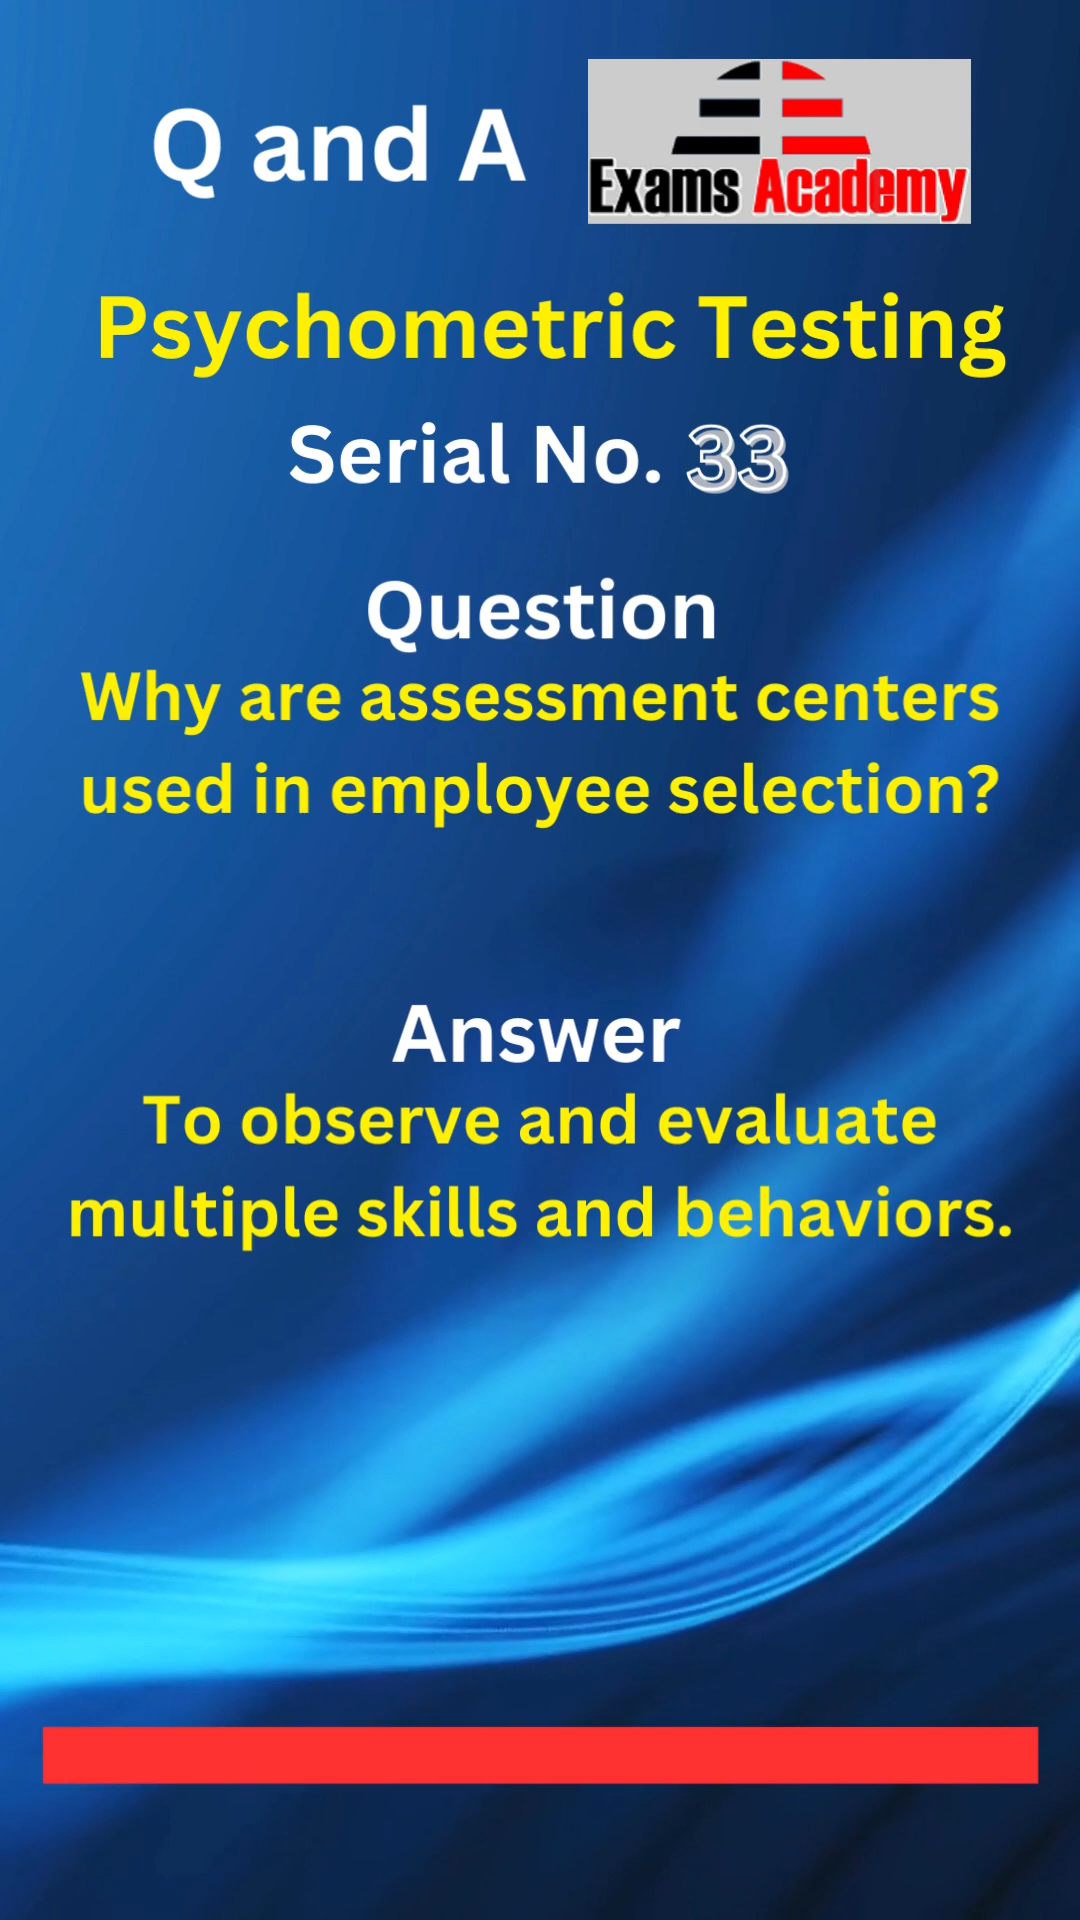 Q and A
Exams Academy
Psychometric Testing
Serial No. 33
Question
Why are assessment centers
used in employee selection?
Answer
To observe and evaluate
multiple skills and behaviors.